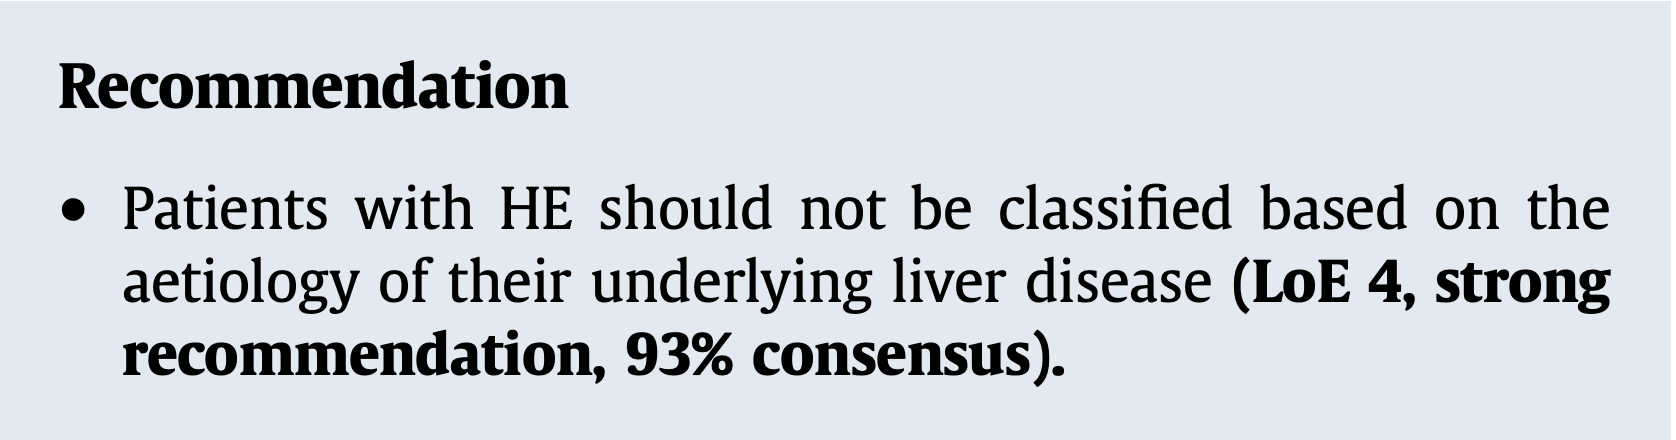 Recommendation
• Patients with HE should not be classified based on the
aetiology of their underlying liver disease (LoE 4, strong
recommendation, 93% consensus).